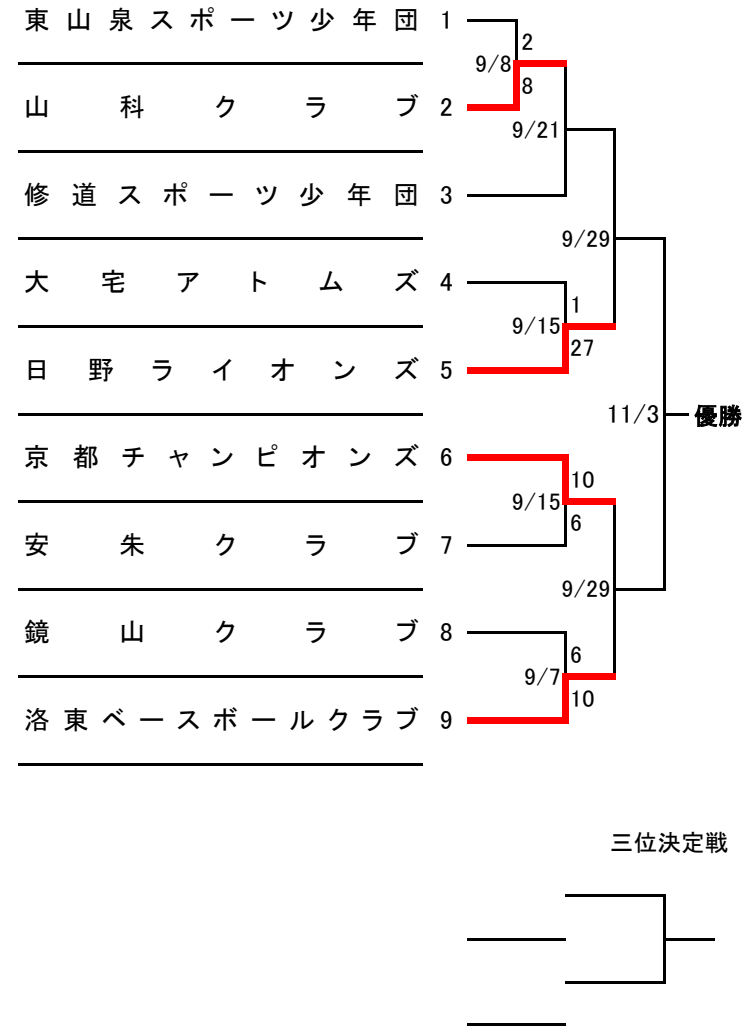 東山泉スポーツ少年団 1
2
9/8
8
山科クラブ 2
9/21
修道スポーツ少年団 3
9/29
大宅アトムズ 4
1
9/15
27
日野ライオンズ 5
11/3 優勝
京都チャンピオンズ 6
10
9/15
6
安朱クラブ 7
9/29
鏡山クラブ 8
6
9/7
10
洛東ベースボールクラブ 9
三位決定戦